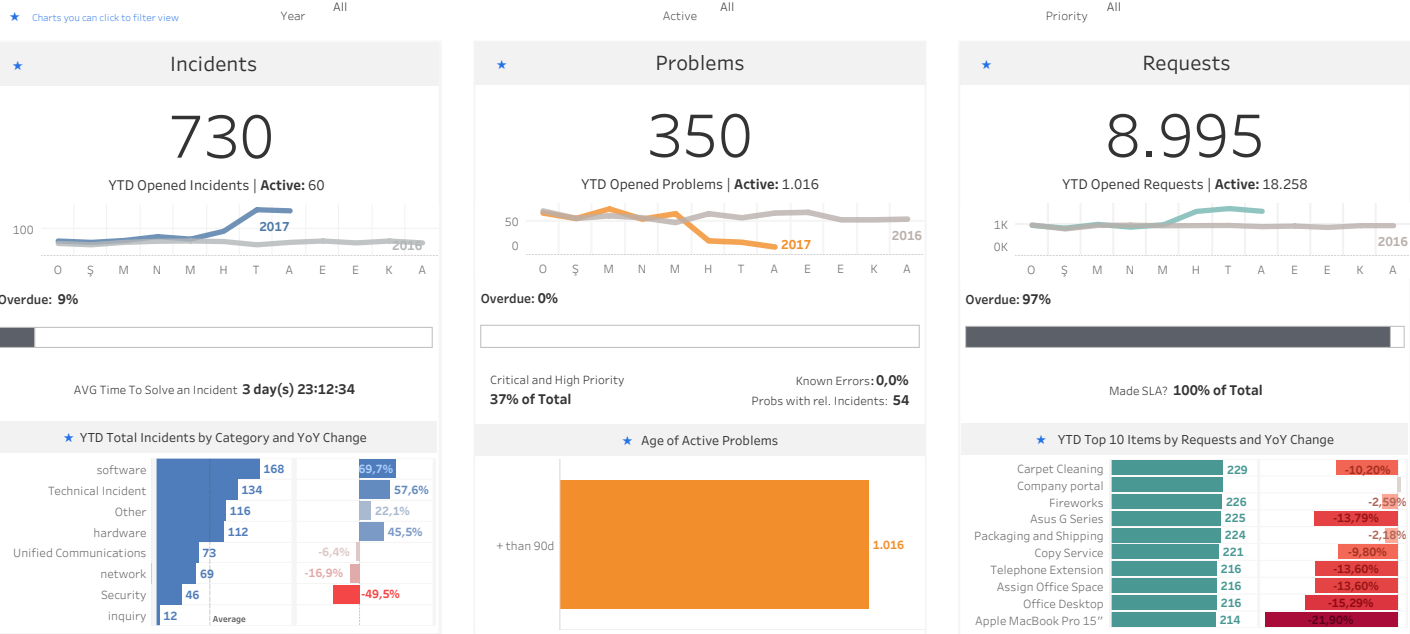 ★ Charts you can click to filter view
Year All
Active All
Priority All
★ Incidents
730
YTD Opened Incidents | Active: 60
100
2017
2016
O Ş M N M H T A E E K A
Overdue: 9%
AVG Time To Solve an Incident 3 day(s) 23:12:34
★ YTD Total Incidents by Category and YoY Change
software 168 69,7%
Technical Incident 134 57,6%
Other 116 22,1%
hardware 112 45,5%
Unified Communications 73 -6,4%
network 69 -16,9%
Security 46 -49,5%
inquiry 12
Average
★ Problems
350
YTD Opened Problems | Active: 1.016
50
0
2017
2016
O Ş M N M H T A E E K A
Overdue: 0%
Critical and High Priority
37% of Total
Known Errors: 0,0%
Probs with rel. Incidents: 54
★ Age of Active Problems
+ than 90d 1.016
★ Requests
8.995
YTD Opened Requests | Active: 18.258
1K
0K
2016
O Ş M N M H T A E E K A
Overdue: 97%
Made SLA? 100% of Total
★ YTD Top 10 Items by Requests and YoY Change
Carpet Cleaning 229 -10,20%
Company portal
Fireworks 226 -2,59%
Asus G Series 225 -13,79%
Packaging and Shipping 224 -2,18%
Copy Service 221 -9,80%
Telephone Extension 216 -13,60%
Assign Office Space 216 -13,60%
Office Desktop 216 -15,29%
Apple MacBook Pro 15" 214 -21,90%